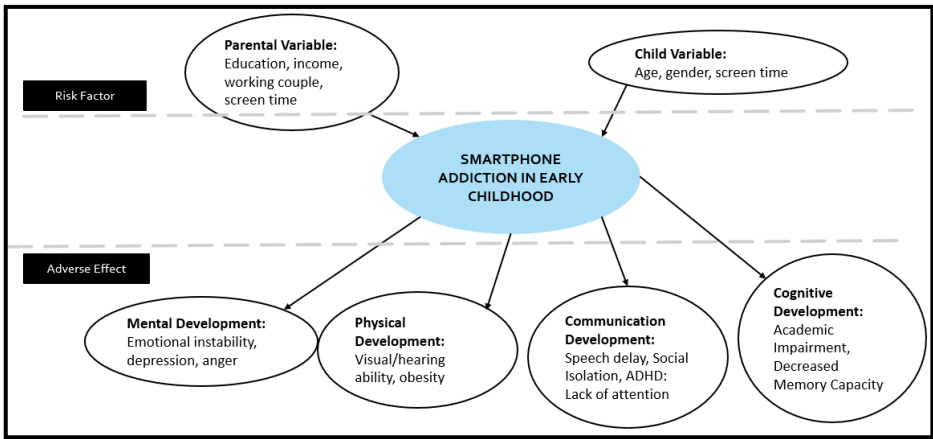 Parental Variable:
Education, income,
working couple,
screen time
Child Variable:
Age, gender, screen time
Risk Factor
SMARTPHONE
ADDICTION IN EARLY
CHILDHOOD
Adverse Effect
Mental Development:
Emotional instability,
depression, anger
Physical
Development:
Visual/hearing
ability, obesity
Communication
Development:
Speech delay, Social
Isolation, ADHD:
Lack of attention
Cognitive
Development:
Academic
Impairment,
Decreased
Memory Capacity